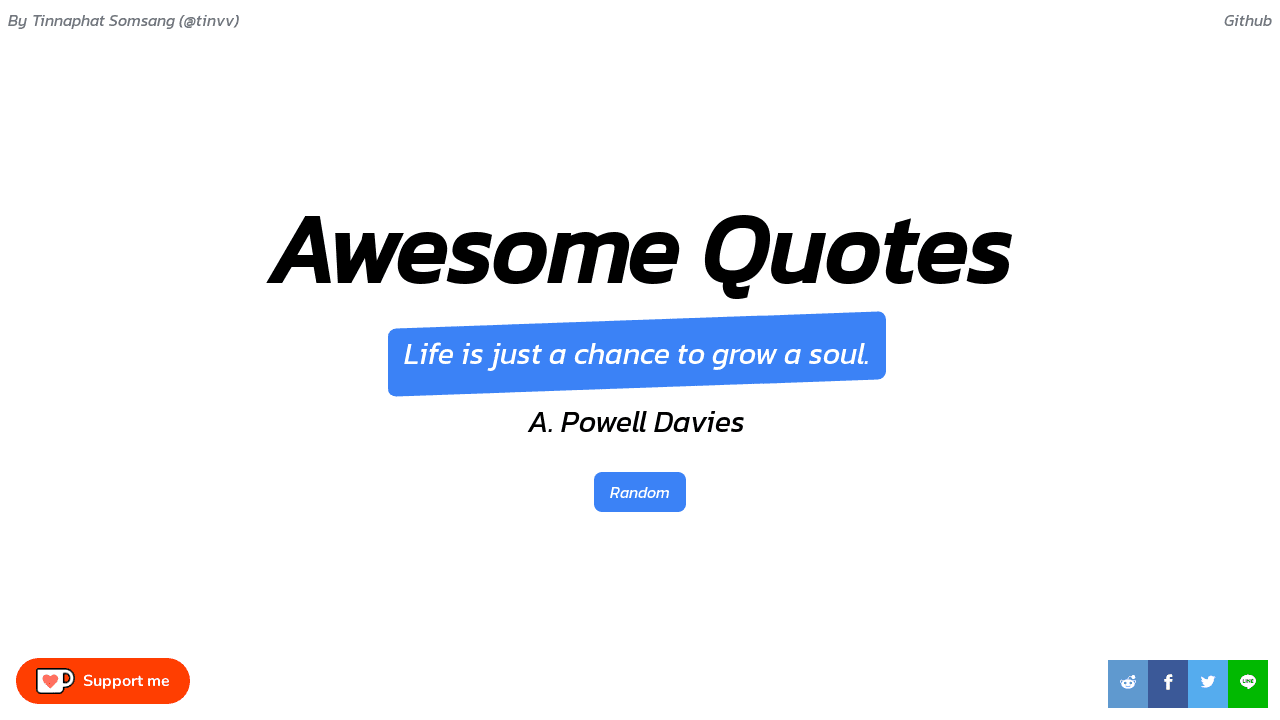 By Tinnaphat Somsang (@tinvv)
Github
Awesome Quotes
Life is just a chance to grow a soul.
A. Powell Davies
Random
Support me
LINE